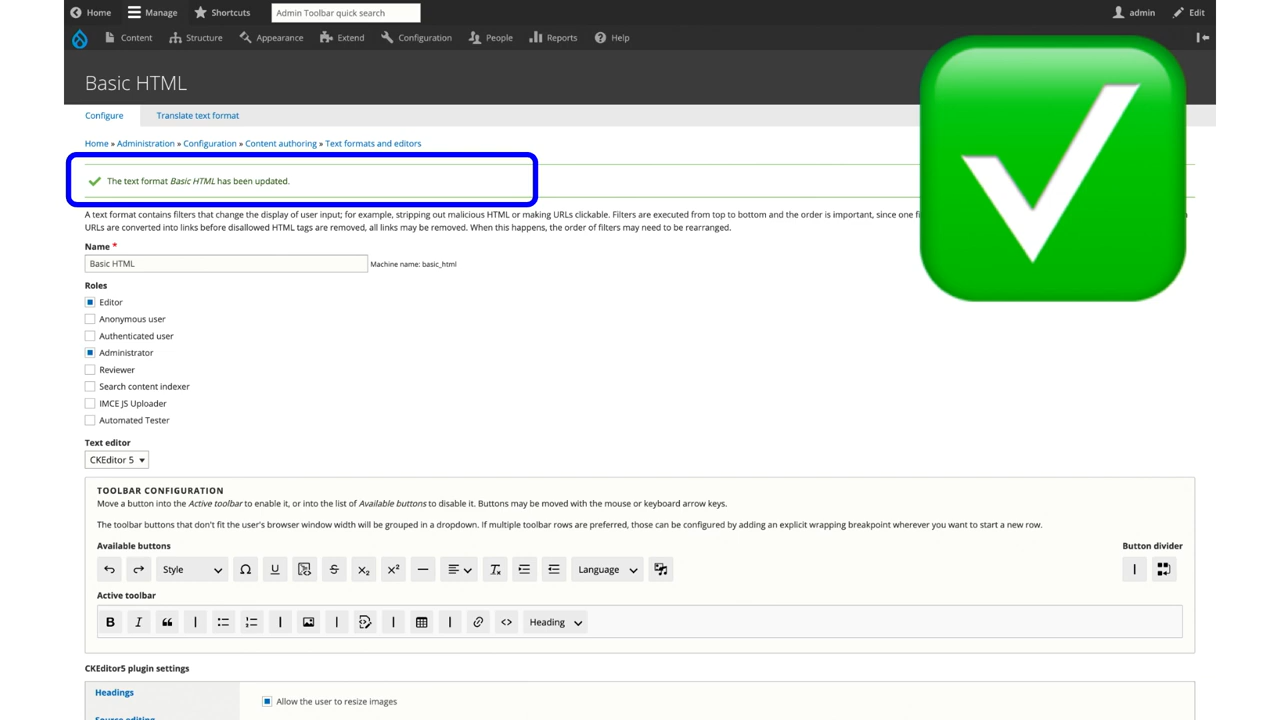 Home Manage Shortcuts Admin Toolbar quick search admin Edit
Content Structure Appearance Extend Configuration People Reports Help
Basic HTML
Configure Translate text format
Home » Administration » Configuration » Content authoring » Text formats and editors
The text format Basic HTML has been updated.
A text format contains filters that change the display of user input; for example, stripping out malicious HTML or making URLs clickable. Filters are executed from top to bottom and the order is important, since one
URLs are converted into links before disallowed HTML tags are removed, all links may be removed. When this happens, the order of filters may need to be rearranged.
Name *
Basic HTML Machine name: basic_html
Roles
Editor
Anonymous user
Authenticated user
Administrator
Reviewer
Search content indexer
IMCE JS Uploader
Automated Tester
Text editor
CKEditor 5
TOOLBAR CONFIGURATION
Move a button into the Active toolbar to enable it, or into the list of Available buttons to disable it. Buttons may be moved with the mouse or keyboard arrow keys.
The toolbar buttons that don't fit the user's browser window width will be grouped in a dropdown. If multiple toolbar rows are preferred, those can be configured by adding an explicit wrapping breakpoint wherever you want to start a new row.
Available buttons Button divider
Style Ω U S X₂ X² Tx Language
Active toolbar
B I Heading
CKEditor5 plugin settings
Headings
Allow the user to resize images
Source editing